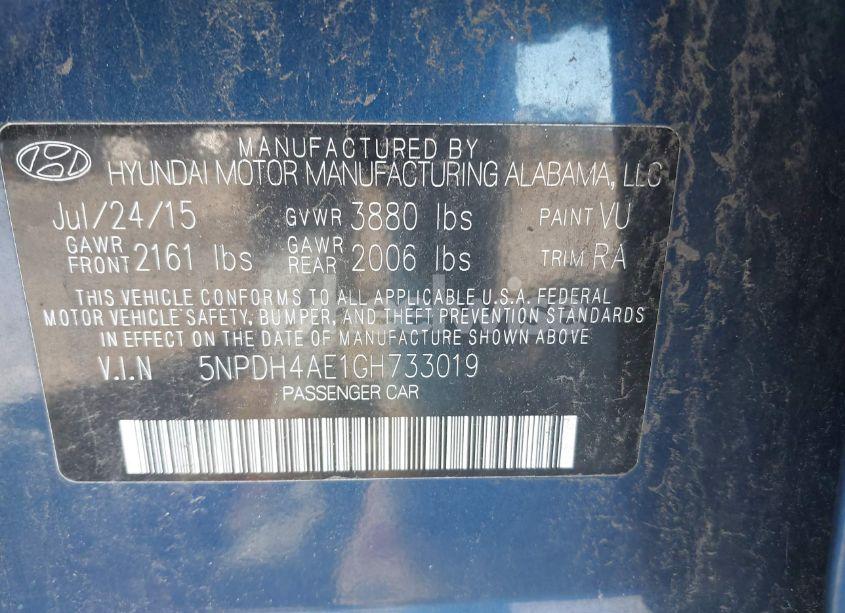 MANUFACTURED BY
HYUNDAI MOTOR MANUFACTURING ALABAMA, LLC
Jul/24/15 GVWR 3880 lbs PAINT VU
GAWR FRONT 2161 lbs GAWR REAR 2006 lbs TRIM RA
THIS VEHICLE CONFORMS TO ALL APPLICABLE U.S.A. FEDERAL
MOTOR VEHICLE SAFETY, BUMPER, AND THEFT PREVENTION STANDARDS
IN EFFECT ON THE DATE OF MANUFACTURE SHOWN ABOVE
V.I.N 5NPDH4AE1GH733019
PASSENGER CAR